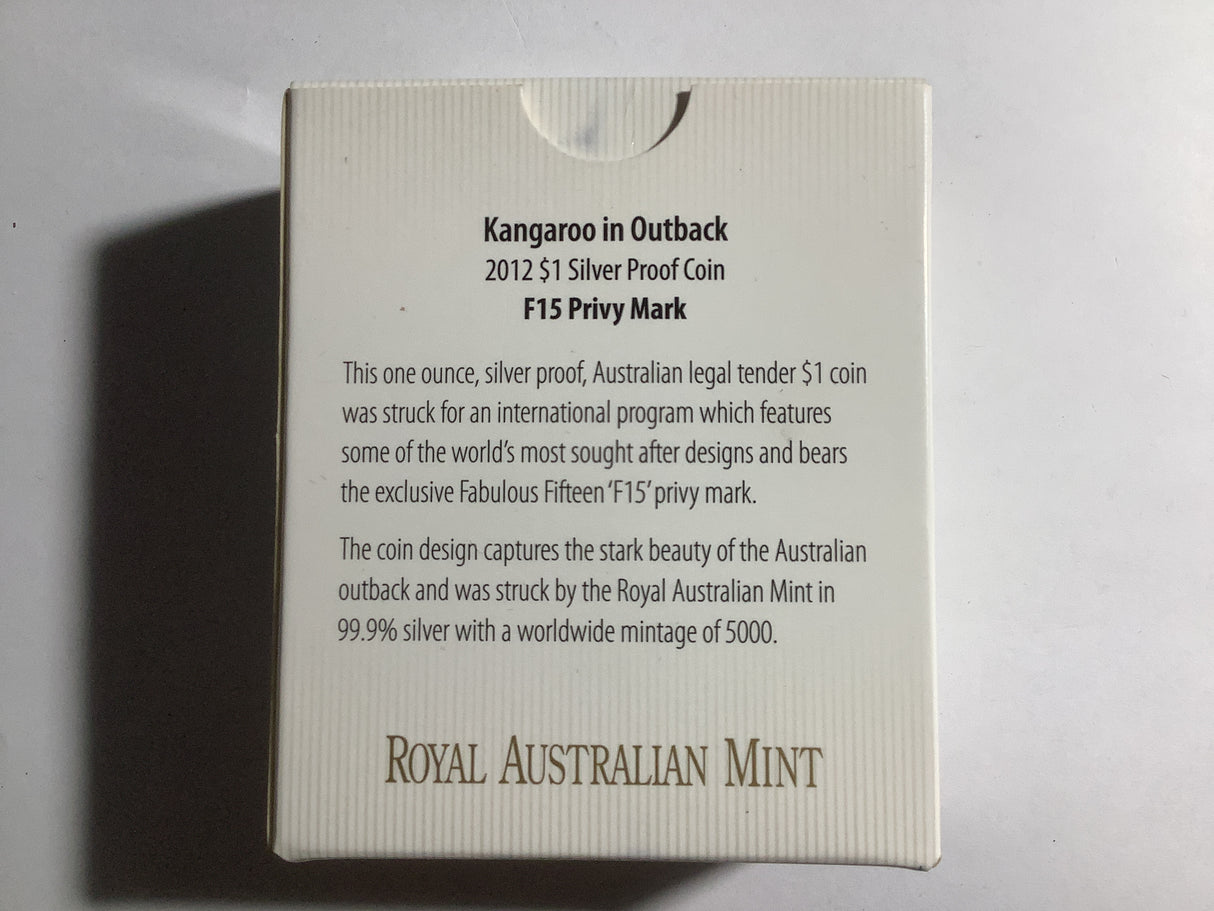 Kangaroo in Outback
2012 $1 Silver Proof Coin
F15 Privy Mark
This one ounce, silver proof, Australian legal tender $1 coin
was struck for an international program which features
some of the world's most sought after designs and bears
the exclusive Fabulous Fifteen 'F15' privy mark.
The coin design captures the stark beauty of the Australian
outback and was struck by the Royal Australian Mint in
99.9% silver with a worldwide mintage of 5000.
ROYAL AUSTRALIAN MINT